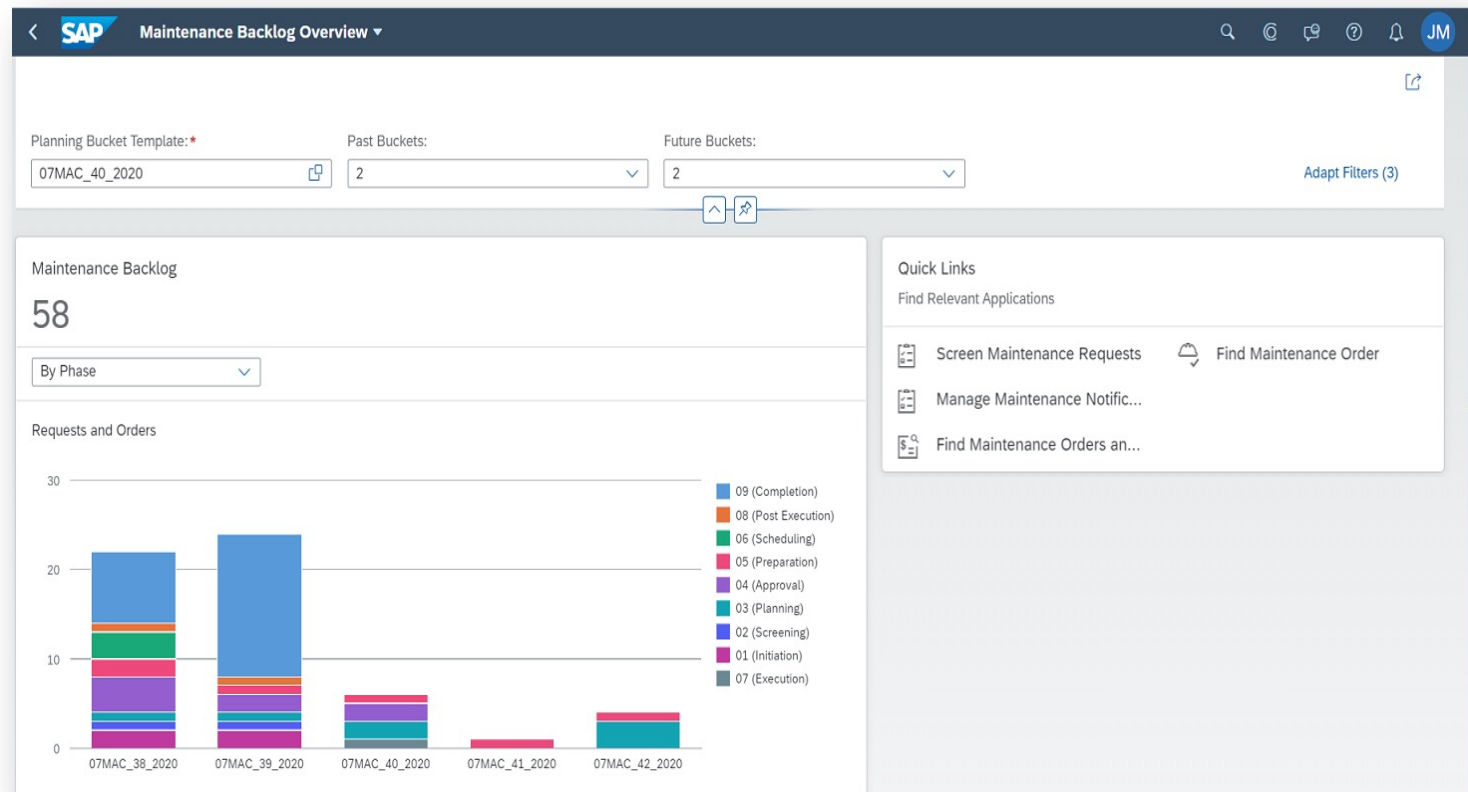 SAP Maintenance Backlog Overview JM
Planning Bucket Template:* Past Buckets: Future Buckets:
07MAC_40_2020 2 2 Adapt Filters (3)
Maintenance Backlog
58
By Phase
Requests and Orders
30
20
10
0
07MAC_38_2020 07MAC_39_2020 07MAC_40_2020 07MAC_41_2020 07MAC_42_2020
09 (Completion)
08 (Post Execution)
06 (Scheduling)
05 (Preparation)
04 (Approval)
03 (Planning)
02 (Screening)
01 (Initiation)
07 (Execution)
Quick Links
Find Relevant Applications
Screen Maintenance Requests Find Maintenance Order
Manage Maintenance Notific...
Find Maintenance Orders an...